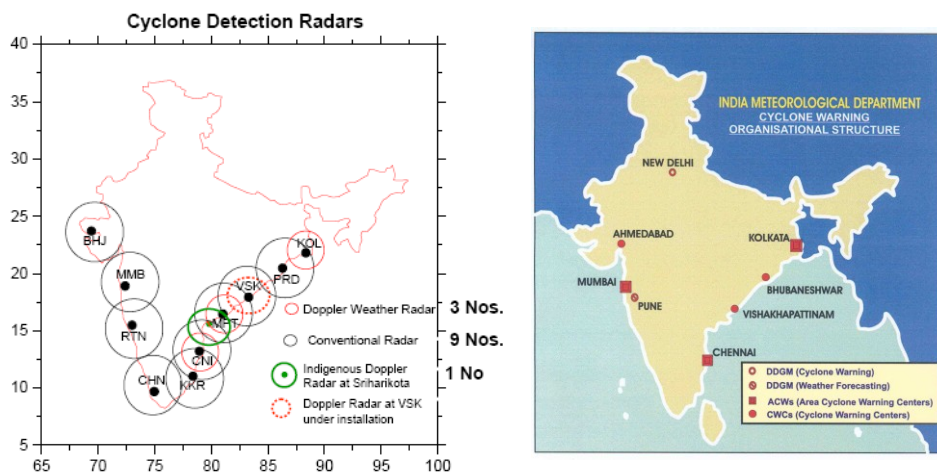 Cyclone Detection Radars
40
35
30
25
20
15
10
5
65 70 75 80 85 90 95 100
BHJ
KOL
MMB
PRD
VSK
RTN
MPT
CNI
CHN
KKR
Doppler Weather Radar
3 Nos.
Conventional Radar
9 Nos.
Indigenous Doppler
Radar at Sriharikota
1 No
Doppler Radar at VSK
under installation
INDIA METEOROLOGICAL DEPARTMENT
CYCLONE WARNING
ORGANISATIONAL STRUCTURE
NEW DELHI
AHMEDABAD
KOLKATA
MUMBAI
BHUBANESHWAR
PUNE
VISHAKHAPATTINAM
CHENNAI
DDGM (Cyclone Warning)
DDGM (Weather Forecasting)
ACWs (Area Cyclone Warning Centers)
CWCs (Cyclone Warning Centers)